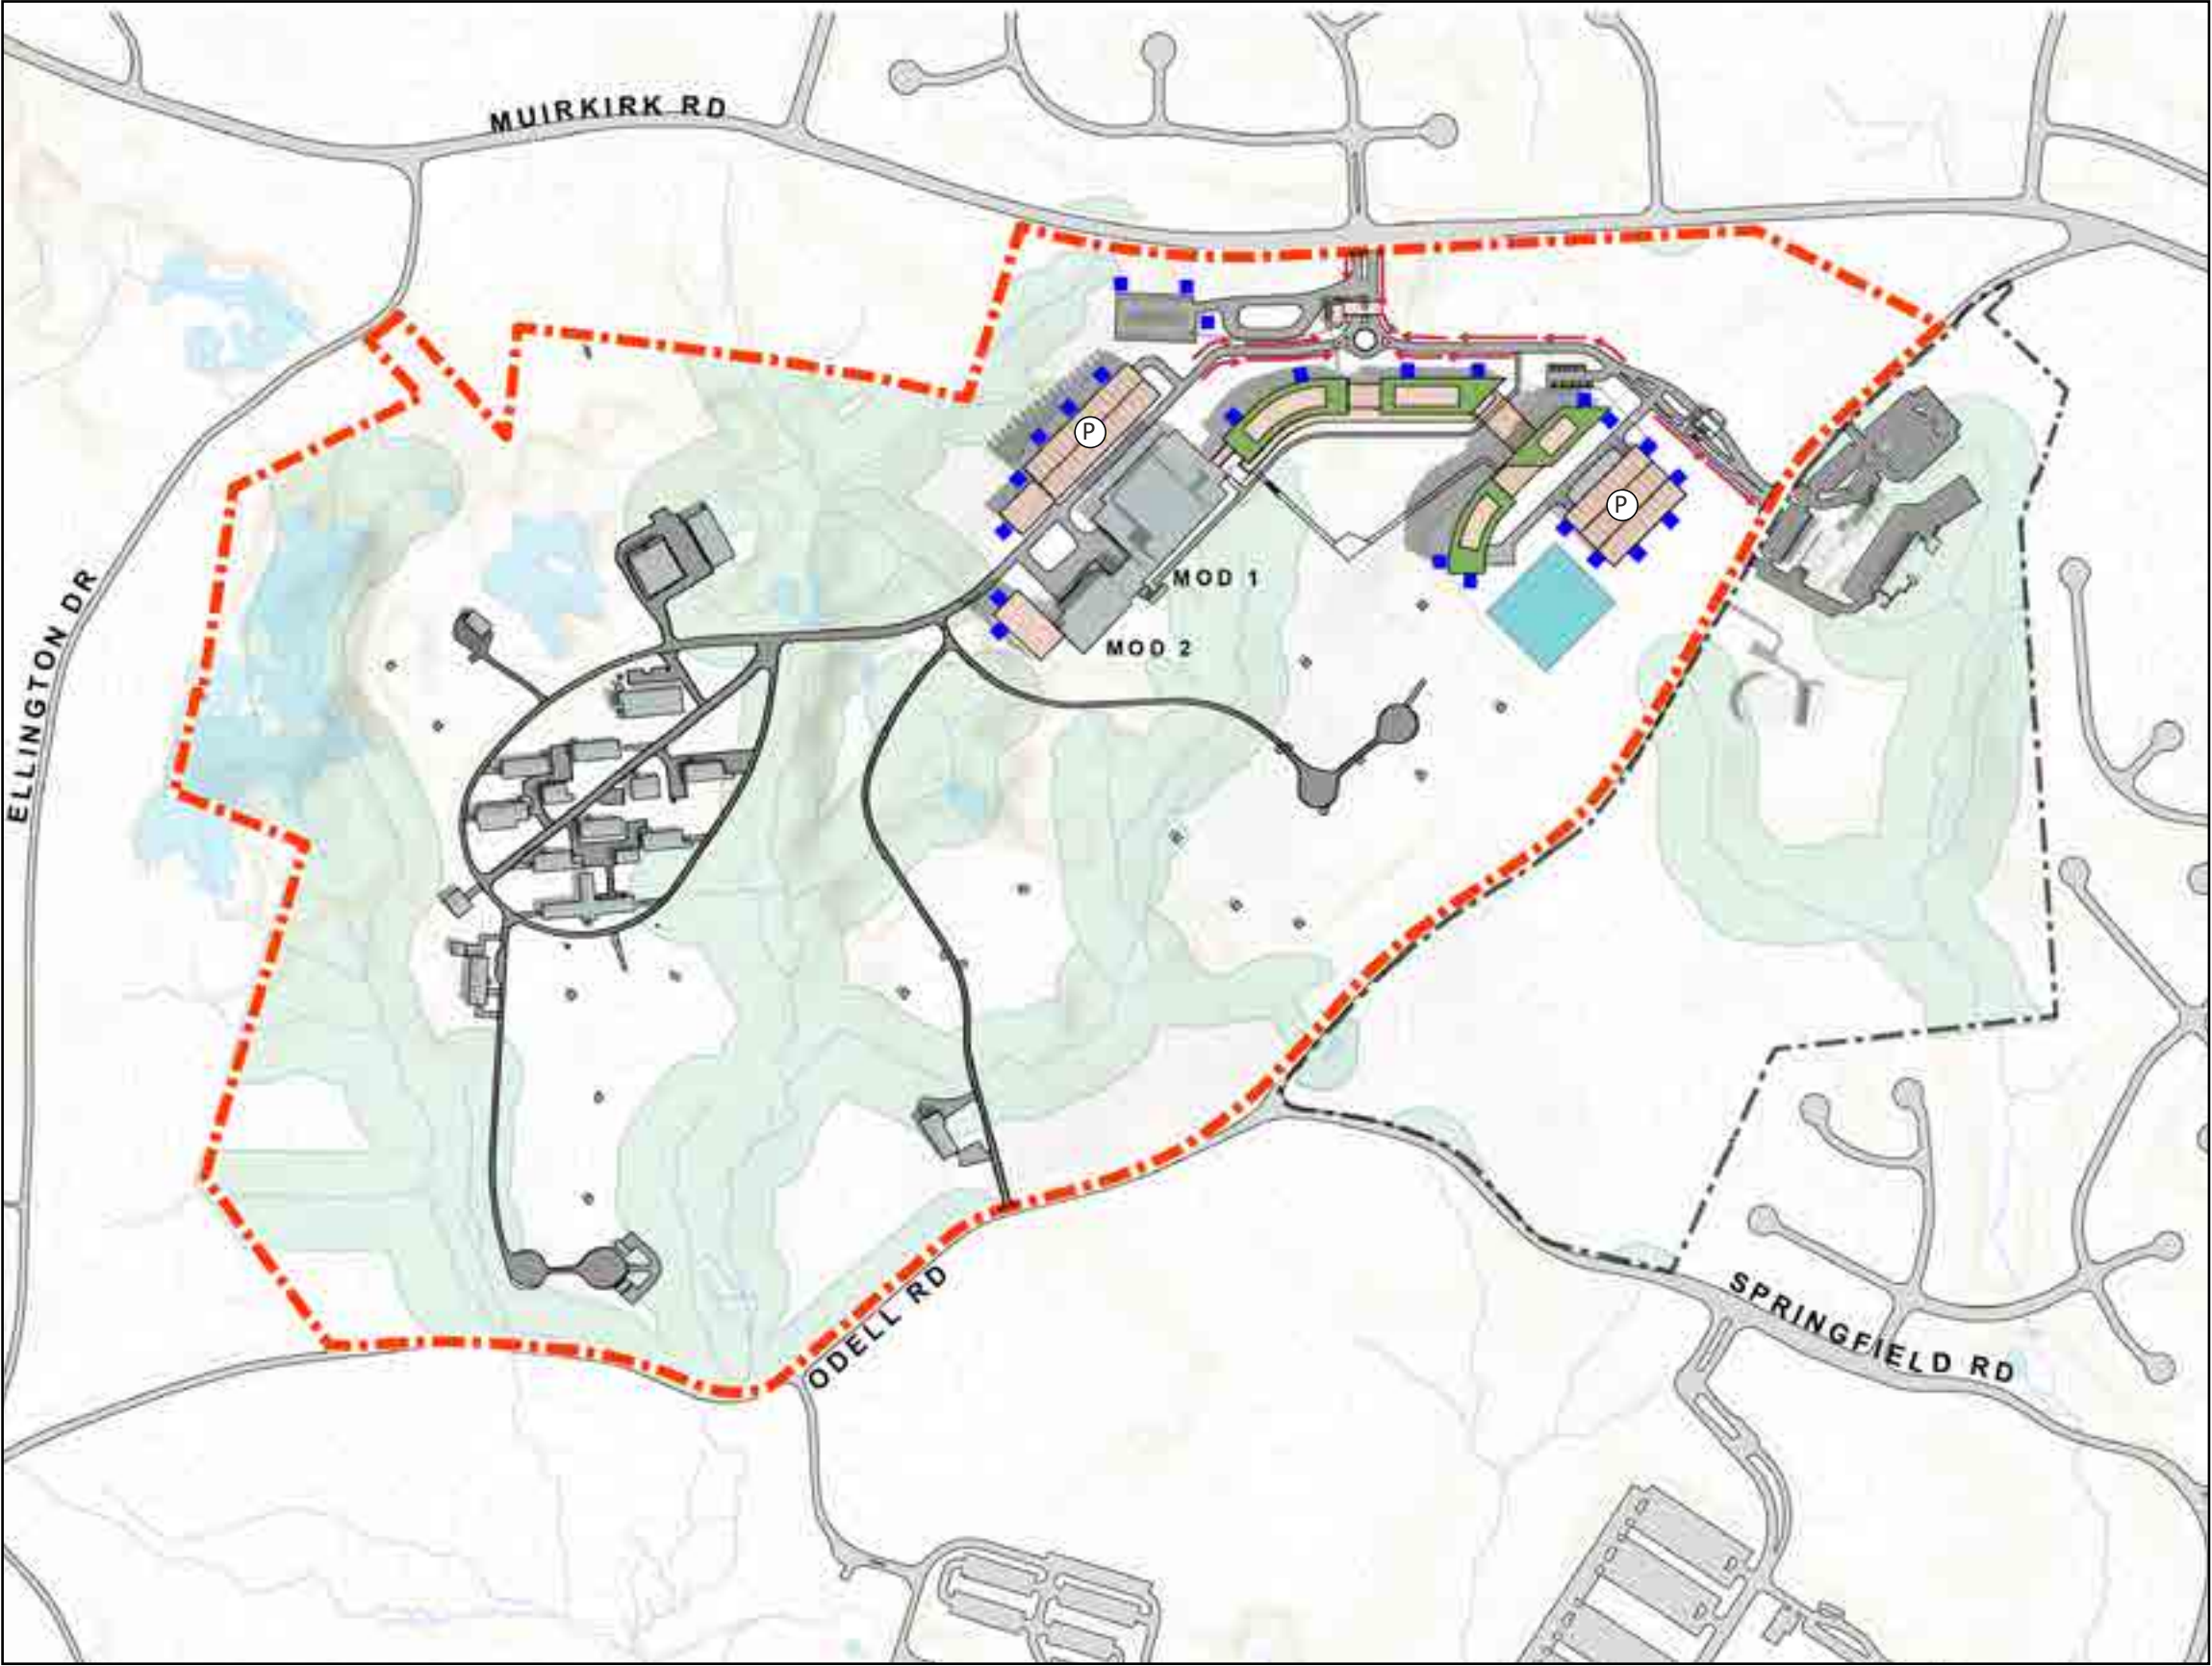 MUIRKIRK RD
P
P
MOD 1
ELLINGTON DR
MOD 2
ODELL RD
SPRINGFIELD RD